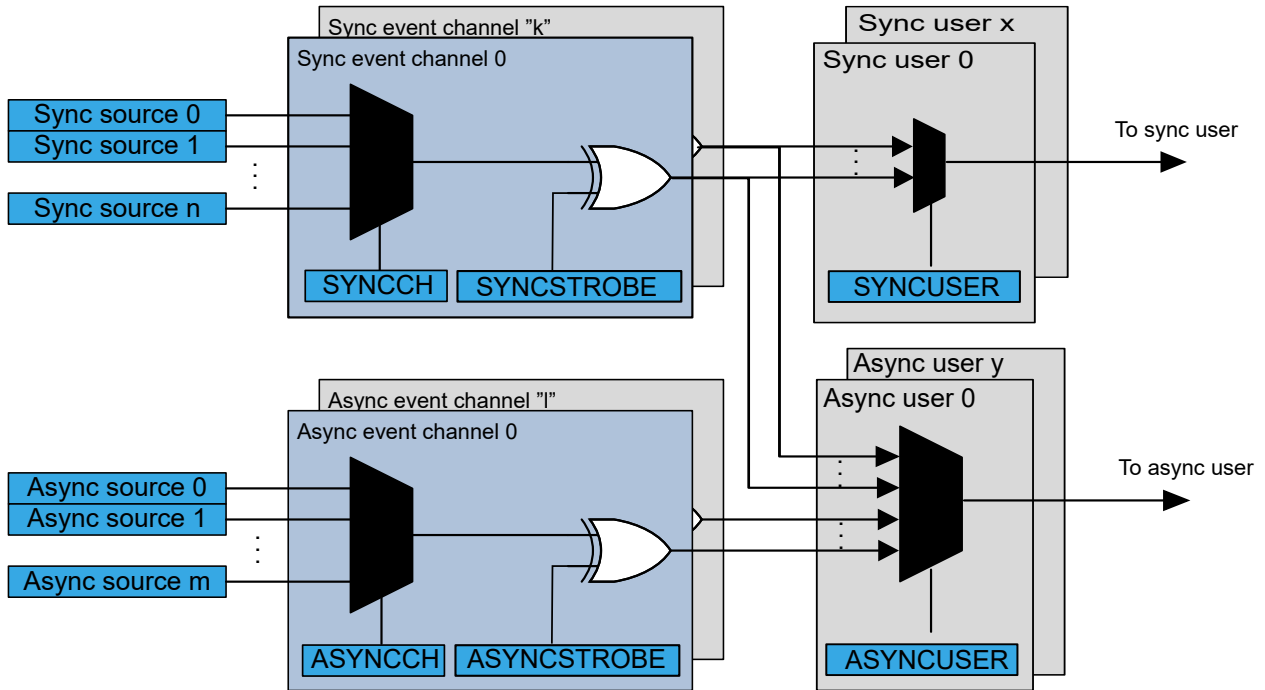 Sync event channel ”k”
Sync event channel 0
Sync source 0
Sync source 1
Sync source n
SYNCCH
SYNCSTROBE
Sync user x
Sync user 0
SYNCUSER
To sync user
Async event channel ”l”
Async event channel 0
Async source 0
Async source 1
Async source m
ASYNCCH
ASYNCSTROBE
Async user y
Async user 0
ASYNCUSER
To async user